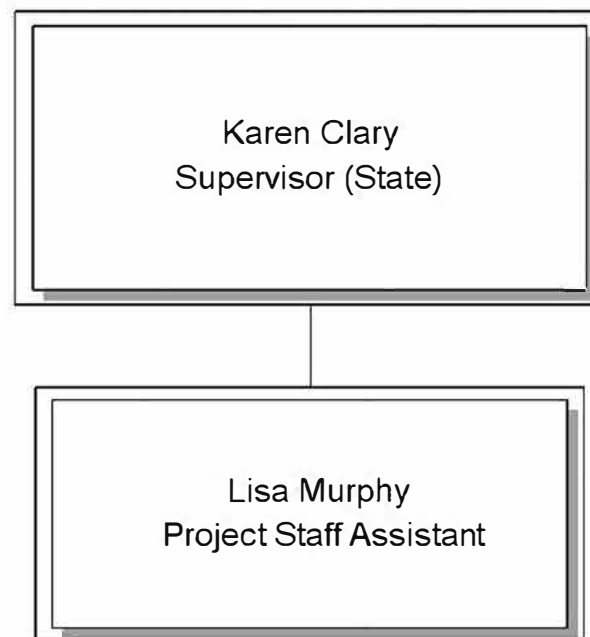 Karen Clary
Supervisor (State)
Lisa Murphy
Project Staff Assistant